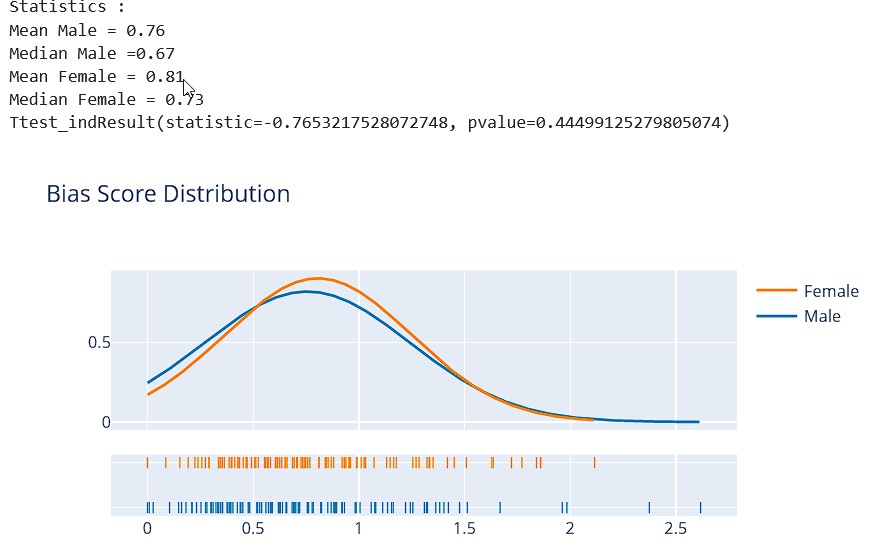 Statistics :
Mean Male = 0.76
Median Male =0.67
Mean Female = 0.81
Median Female = 0.73
Ttest_indResult(statistic=-0.7653217528072748, pvalue=0.44499125279805074)
Bias Score Distribution
Female
Male
0.5
0
0 0.5 1 1.5 2 2.5